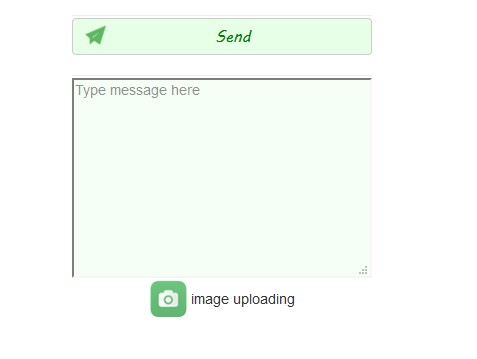 Send
Type message here
image uploading